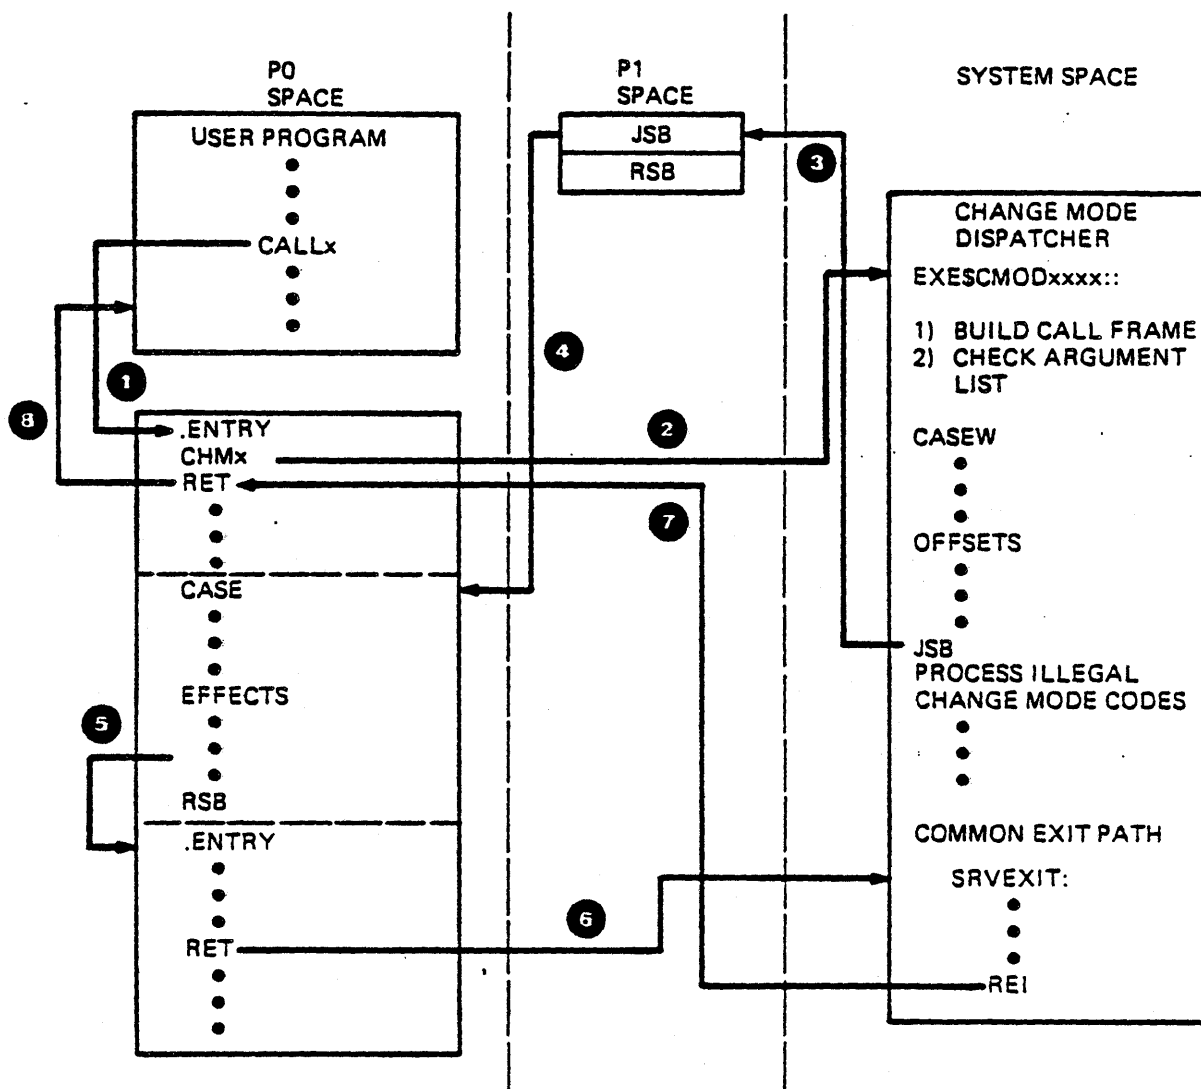 P0
SPACE
USER PROGRAM
CALLx
1
8
.ENTRY
CHMx
RET
CASE
EFFECTS
5
RSB
.ENTRY
RET
P1
SPACE
JSB
RSB
3
4
2
7
6
SYSTEM SPACE
CHANGE MODE
DISPATCHER
EXE$CMODxxxx::
1) BUILD CALL FRAME
2) CHECK ARGUMENT
LIST
CASEW
OFFSETS
JSB
PROCESS ILLEGAL
CHANGE MODE CODES
COMMON EXIT PATH
SRVEXIT:
REI